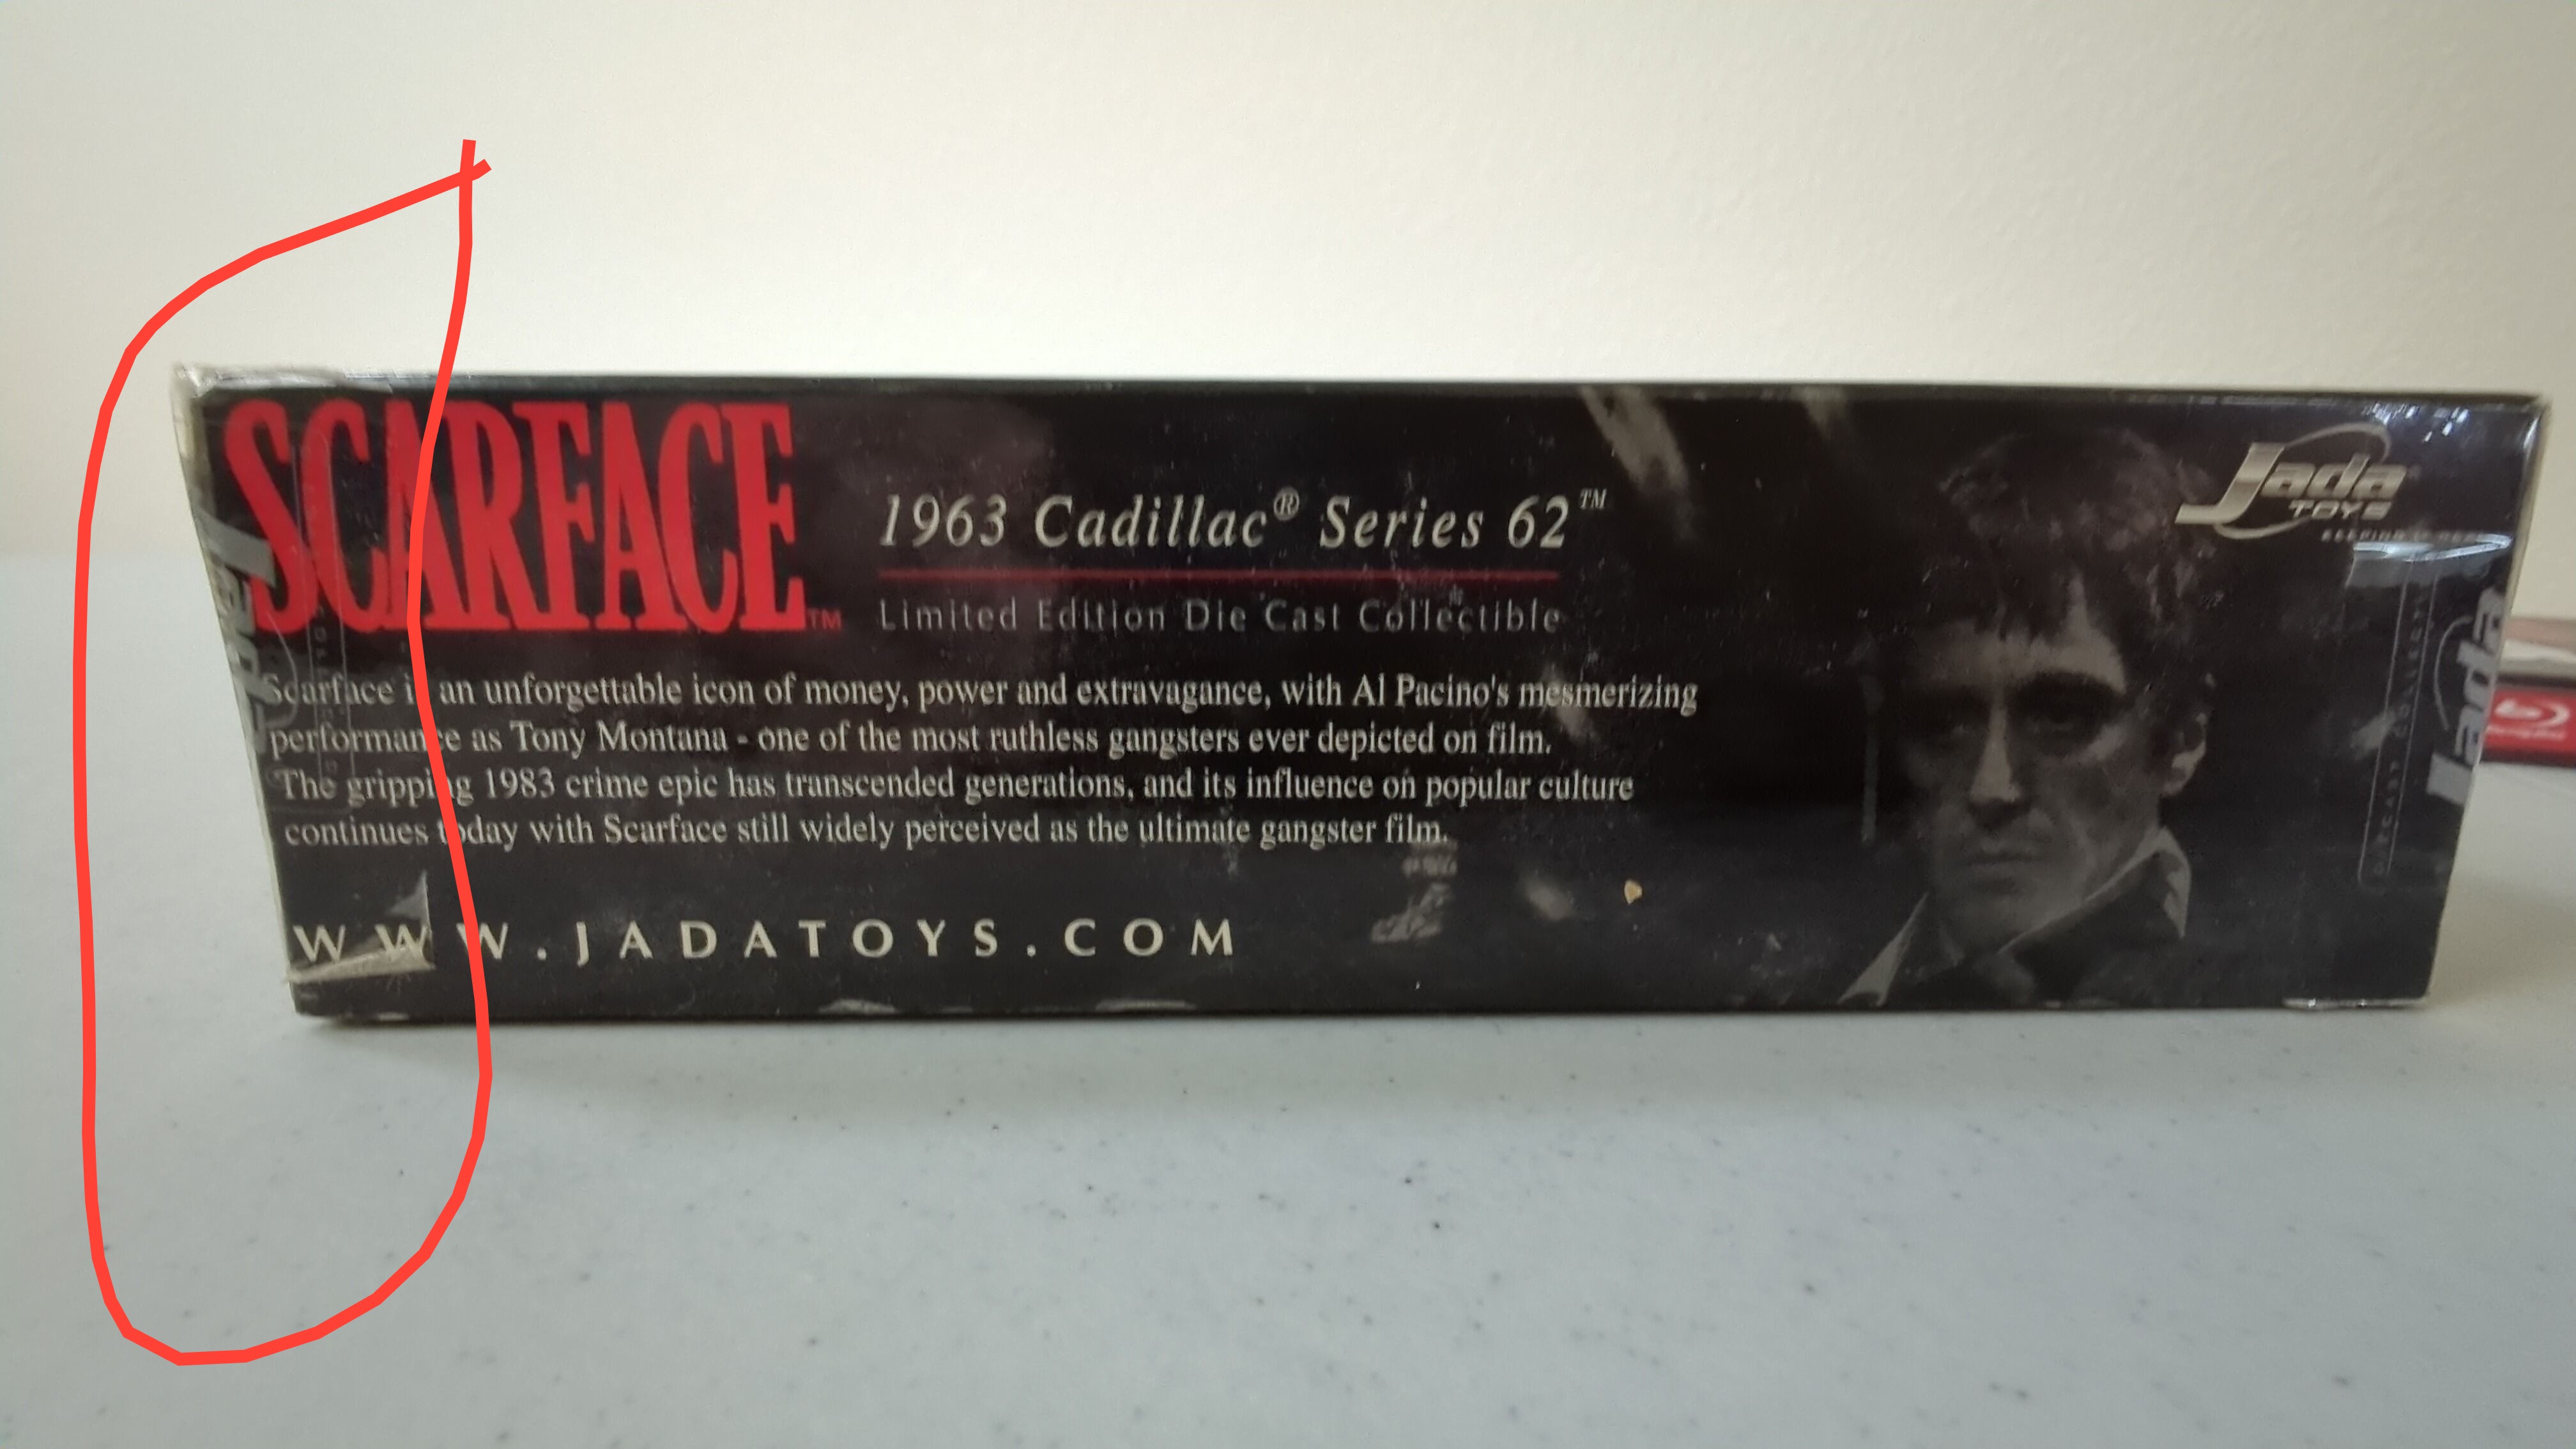 SCARFACE™
1963 Cadillac® Series 62™
Limited Edition Die Cast Collectible
Scarface is an unforgettable icon of money, power and extravagance, with Al Pacino's mesmerizing
performance as Tony Montana - one of the most ruthless gangsters ever depicted on film.
The gripping 1983 crime epic has transcended generations, and its influence on popular culture
continues today with Scarface still widely perceived as the ultimate gangster film.
WWW.JADATOYS.COM
Jada
TOYS
Jada
Jada